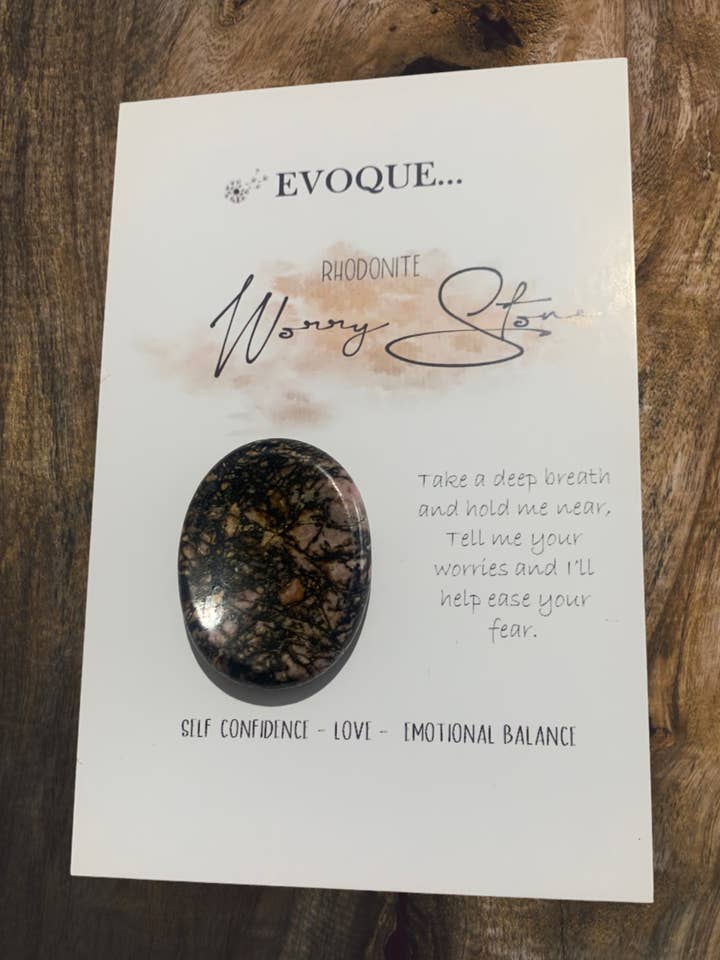 EVOQUE...
RHODONITE
Worry Stone
Take a deep breath
and hold me near,
Tell me your
worries and I'll
help ease your
fear.
SELF CONFIDENCE - LOVE - EMOTIONAL BALANCE